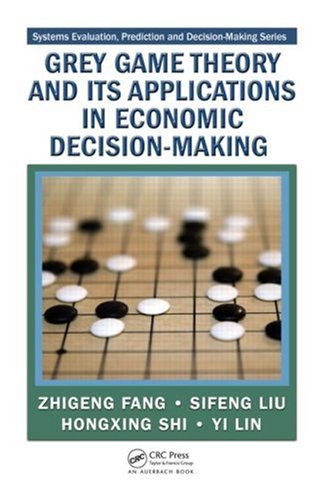 Systems Evaluation, Prediction and Decision-Making Series
GREY GAME THEORY
AND ITS APPLICATIONS
IN ECONOMIC
DECISION-MAKING
ZHIGENG FANG • SIFENG LIU
HONGXING SHI • YI LIN
CRC Press
Taylor & Francis Group
AN AUERBACH BOOK